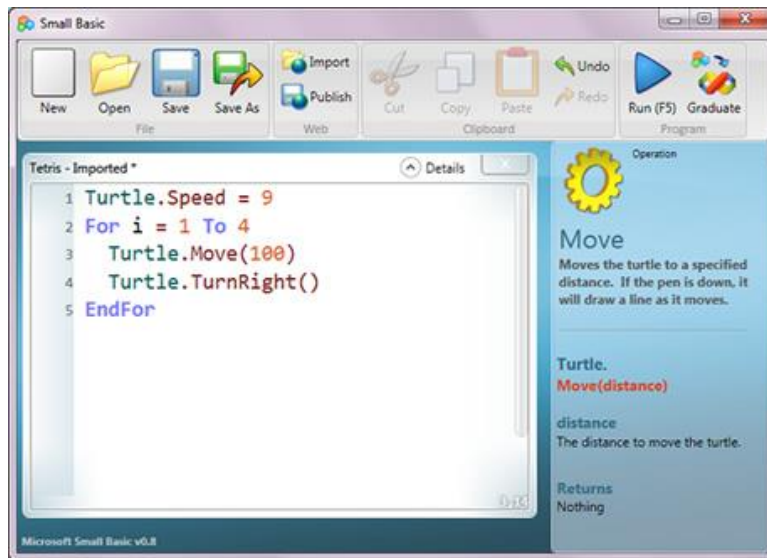 Small Basic
New Open Save Save As
File
Import
Publish
Web
Cut Copy Paste
Undo
Redo
Clipboard
Run (F5) Graduate
Program
Tetris - Imported *
Details
1 Turtle.Speed = 9
2 For i = 1 To 4
3 Turtle.Move(100)
4 Turtle.TurnRight()
5 EndFor
Microsoft Small Basic v0.8
Operation
Move
Moves the turtle to a specified
distance. If the pen is down, it
will draw a line as it moves.
Turtle.
Move(distance)
distance
The distance to move the turtle.
Returns
Nothing